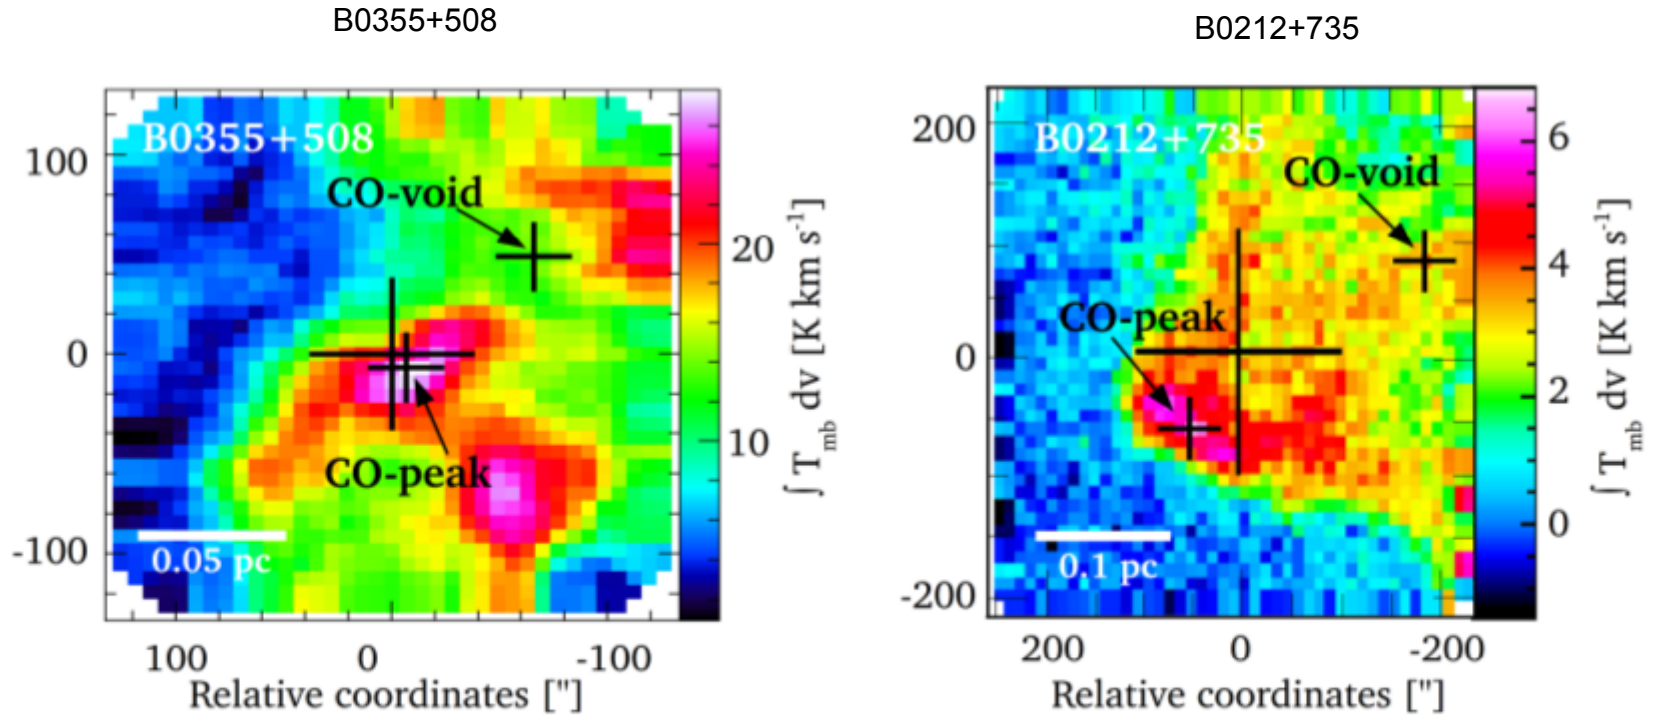 B0355+508
B0212+735
B0355+508
CO-void
CO-peak
0.05 pc
100
0
-100
100
0
-100
Relative coordinates ["]
20
10
∫ T_mb dv [K km s⁻¹]
B0212+735
CO-void
CO-peak
0.1 pc
200
0
-200
200
0
-200
Relative coordinates ["]
6
4
2
0
∫ T_mb dv [K km s⁻¹]